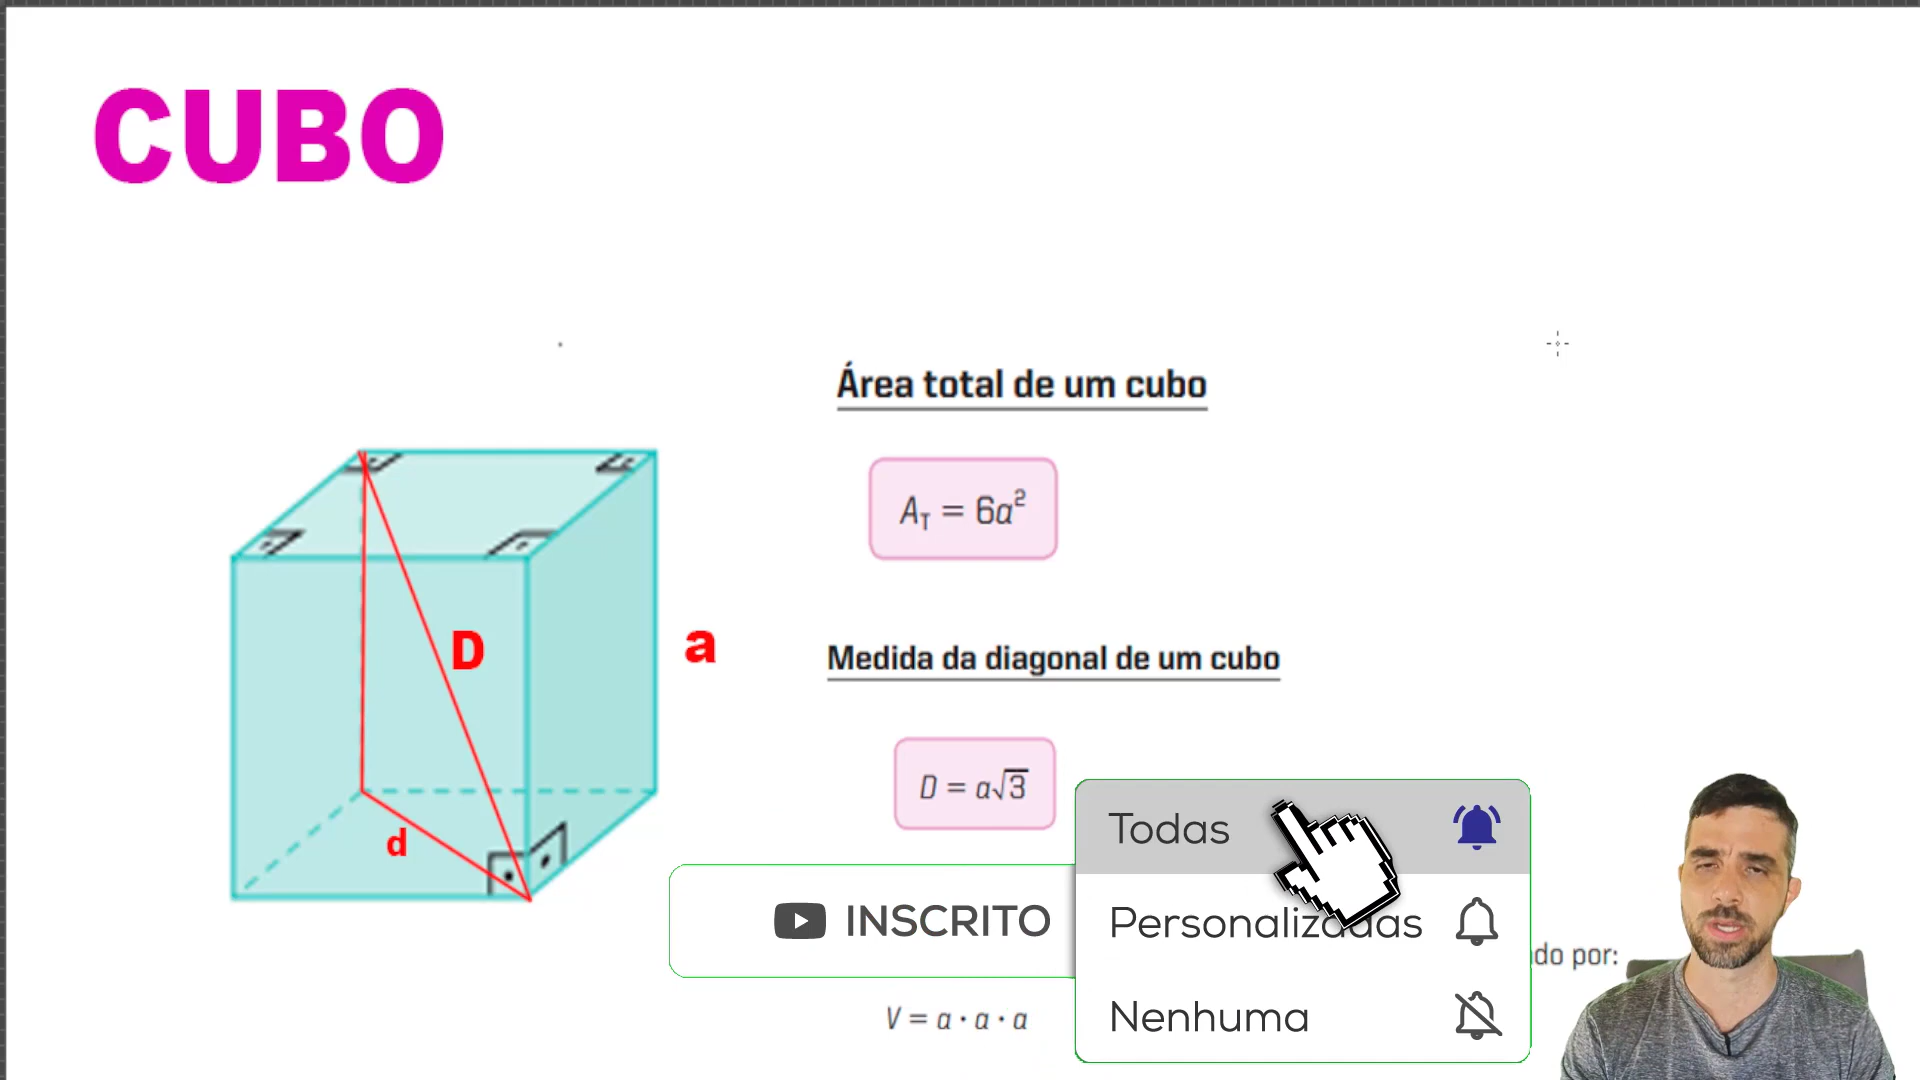 CUBO
Área total de um cubo
A_T = 6a²
D
a
Medida da diagonal de um cubo
D = a√3
d
Todas
INSCRITO
Personalizadas
do por:
V = a · a · a
Nenhuma